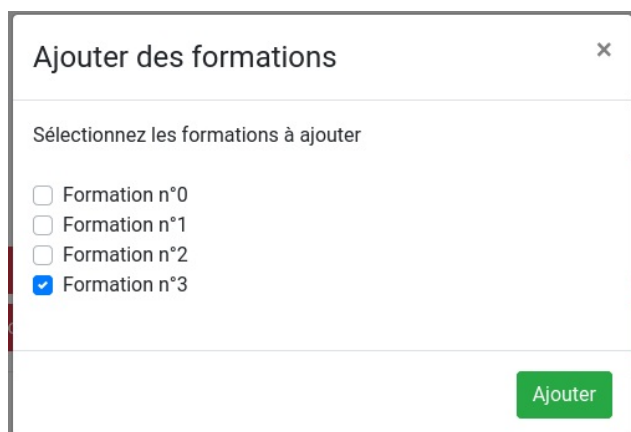 Ajouter des formations
×
Sélectionnez les formations à ajouter
Formation n°0
Formation n°1
Formation n°2
Formation n°3
Ajouter